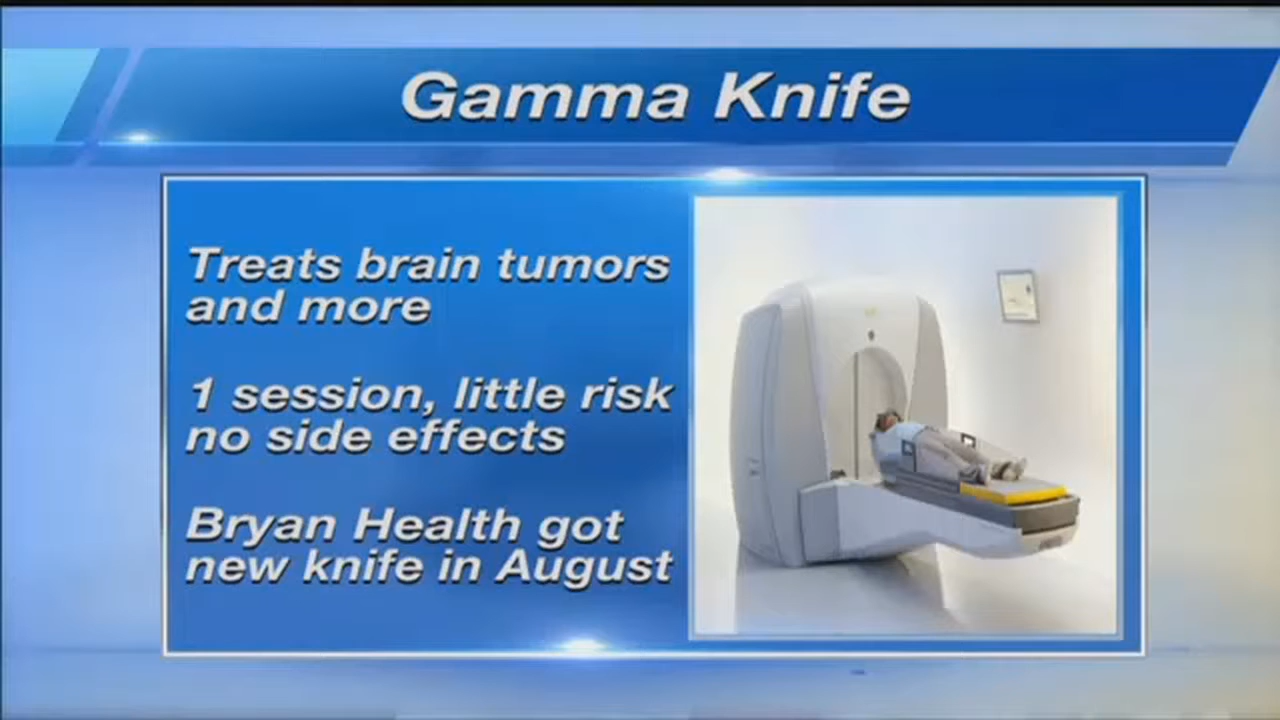 Gamma Knife
Treats brain tumors
and more
1 session, little risk
no side effects
Bryan Health got
new knife in August